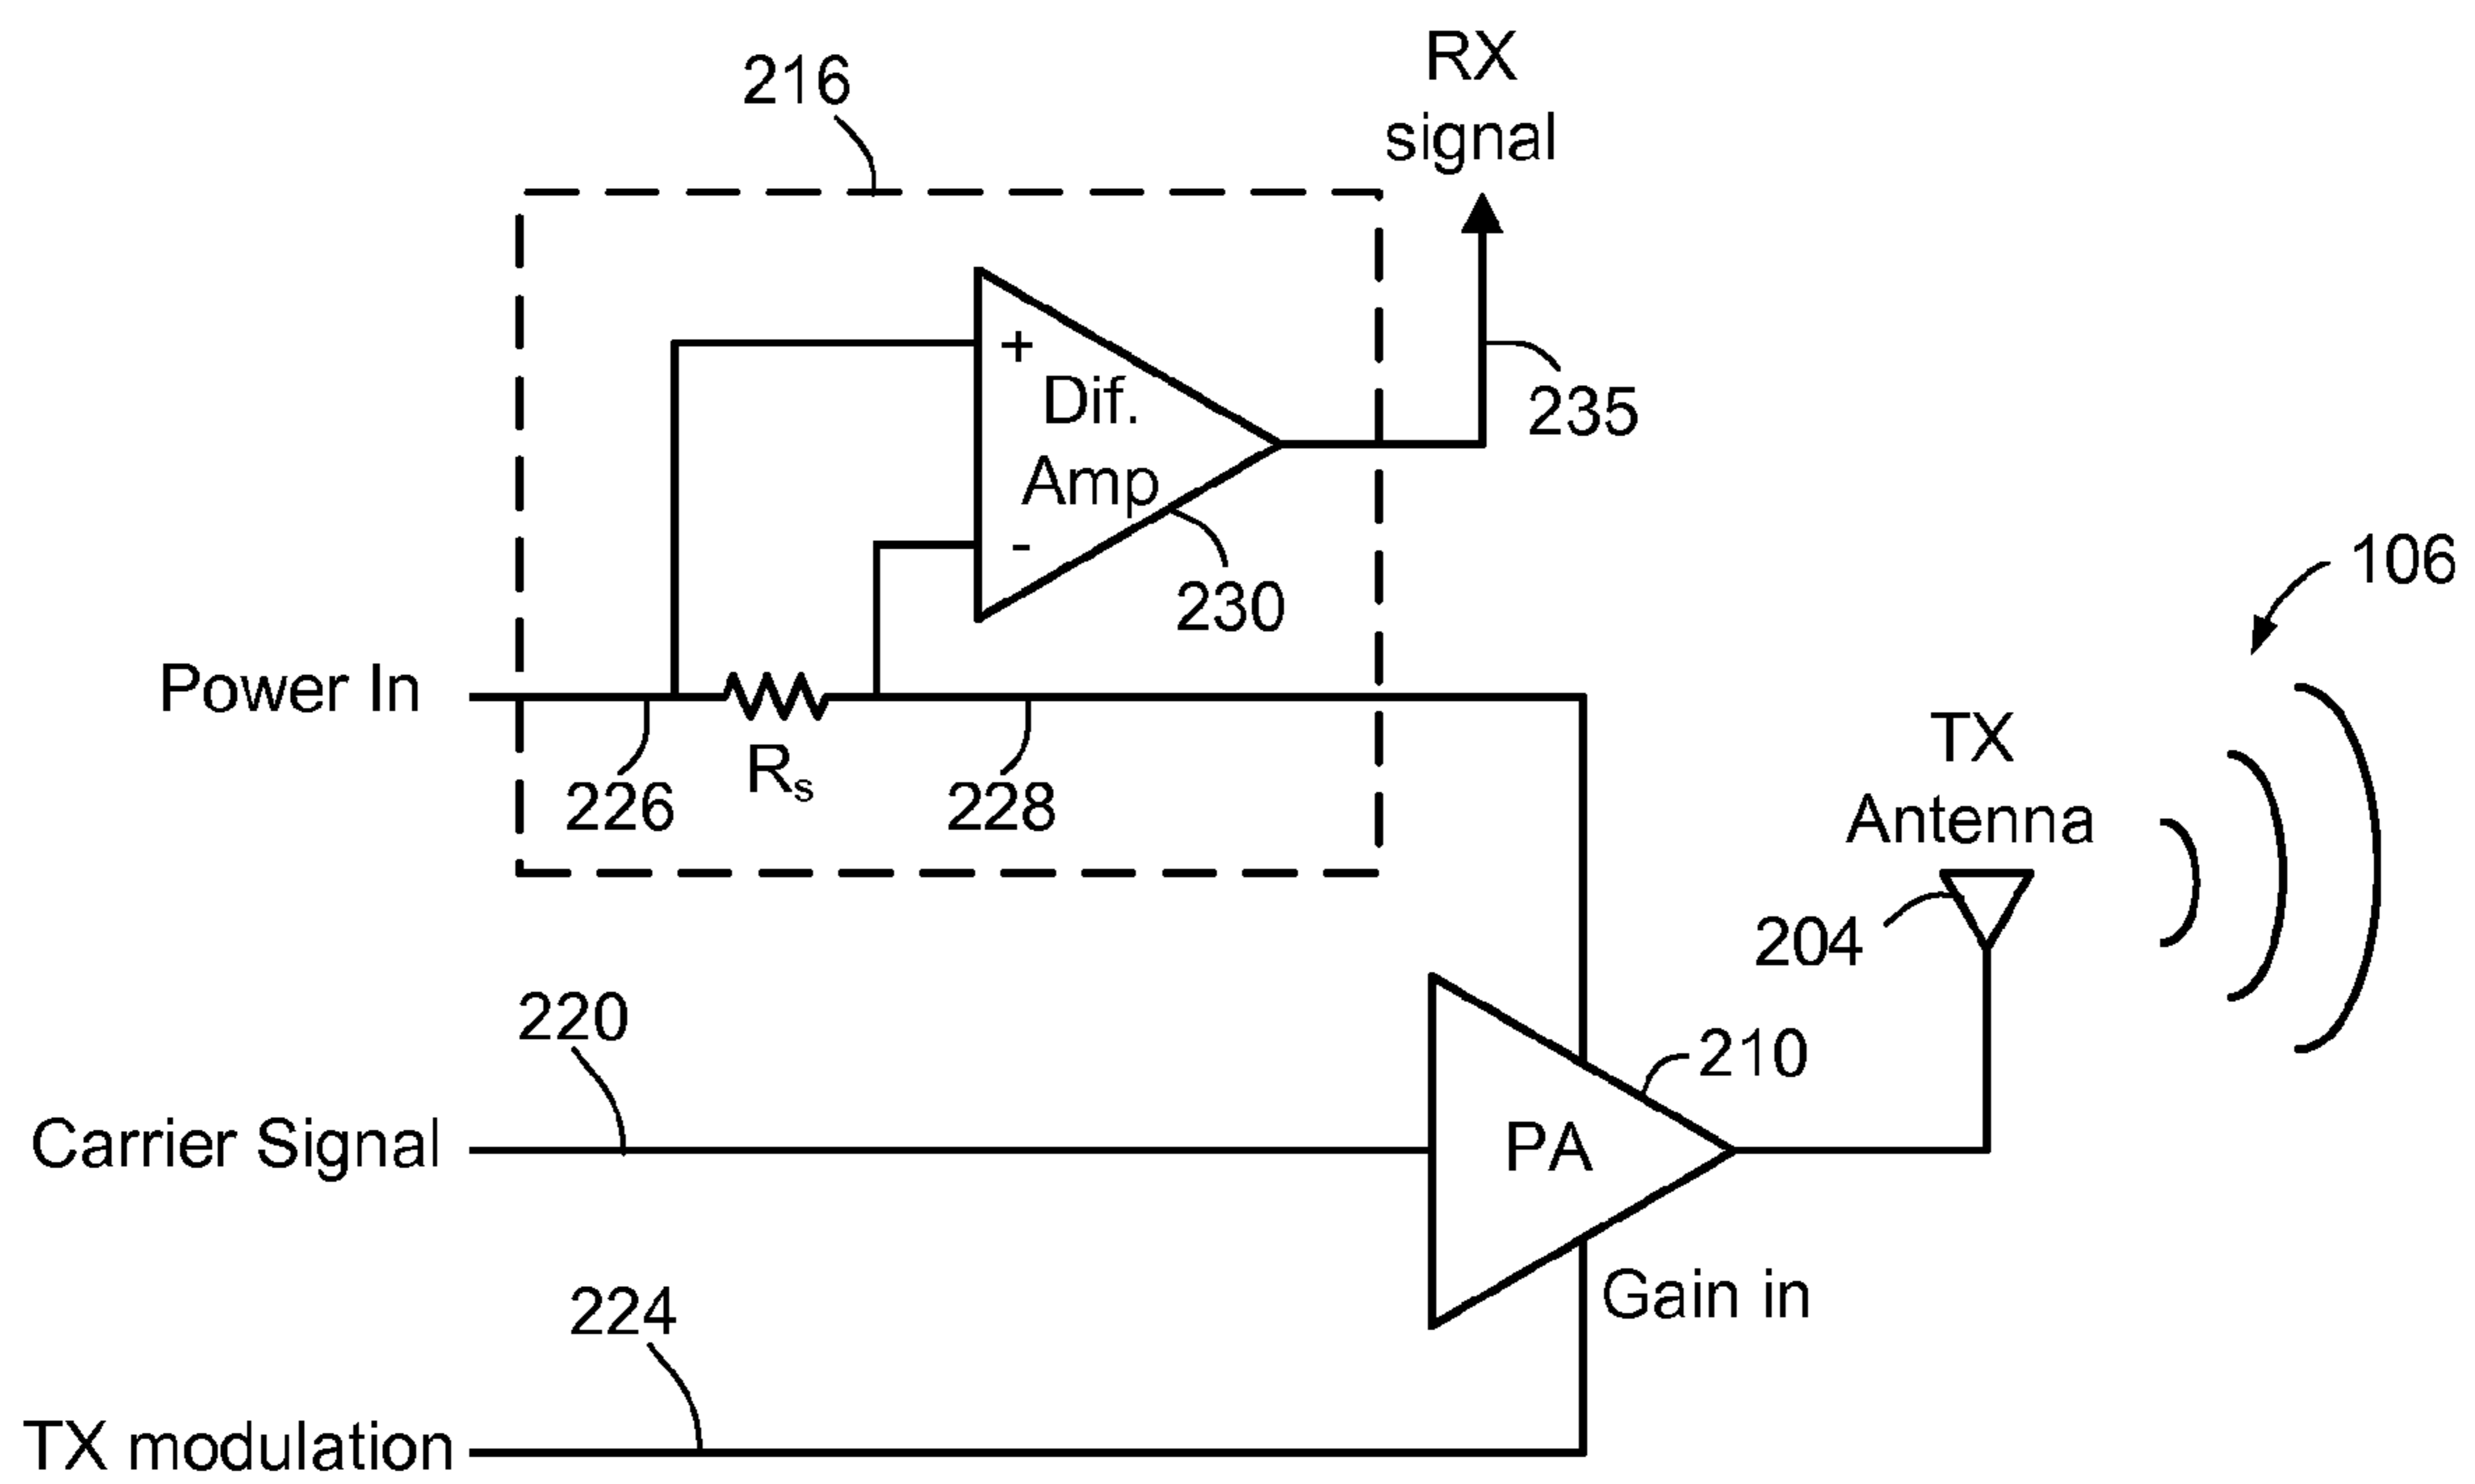 RX
signal
216
+
Dif.
Amp
-
235
230
106
Power In
Rs
226
228
TX
Antenna
204
220
210
Carrier Signal
PA
Gain in
224
TX modulation